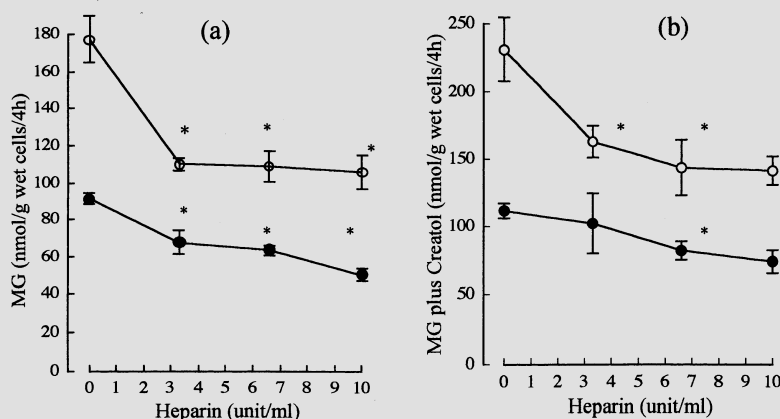 (a)
MG (nmol/g wet cells/4h)
180
160
140
120
100
80
60
40
20
0
* * *
* * *
0 1 2 3 4 5 6 7 8 9 10
Heparin (unit/ml)
(b)
MG plus Creatol (nmol/g wet cells/4h)
250
200
150
100
50
0
* *
*
0 1 2 3 4 5 6 7 8 9 10
Heparin (unit/ml)